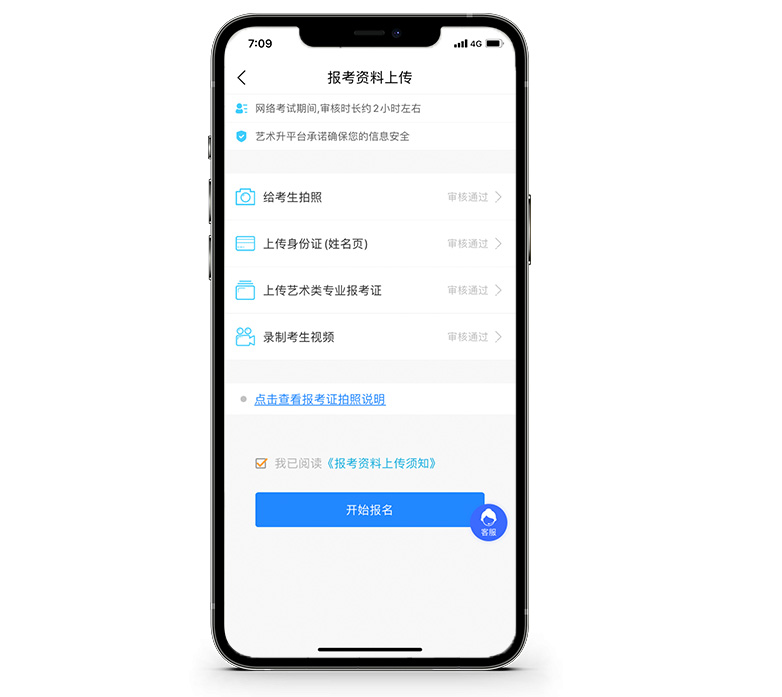 7:09
4G
报考资料上传
网络考试期间,审核时长约2小时左右
艺术升平台承诺确保您的信息安全
给考生拍照 审核通过
上传身份证(姓名页) 审核通过
上传艺术类专业报考证 审核通过
录制考生视频 审核通过
点击查看报考证拍照说明
我已阅读《报考资料上传须知》
开始报名
客服